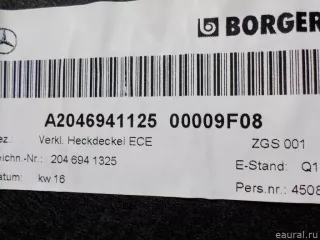 BORGER
A2046941125 00009F08
ez.: Verkl. Heckdeckel ECE ZGS 001
eichn.-Nr.: 204 694 1325 E-Stand: Q1
atum: kw 16 Pers.nr.: 4508
eaural.ru